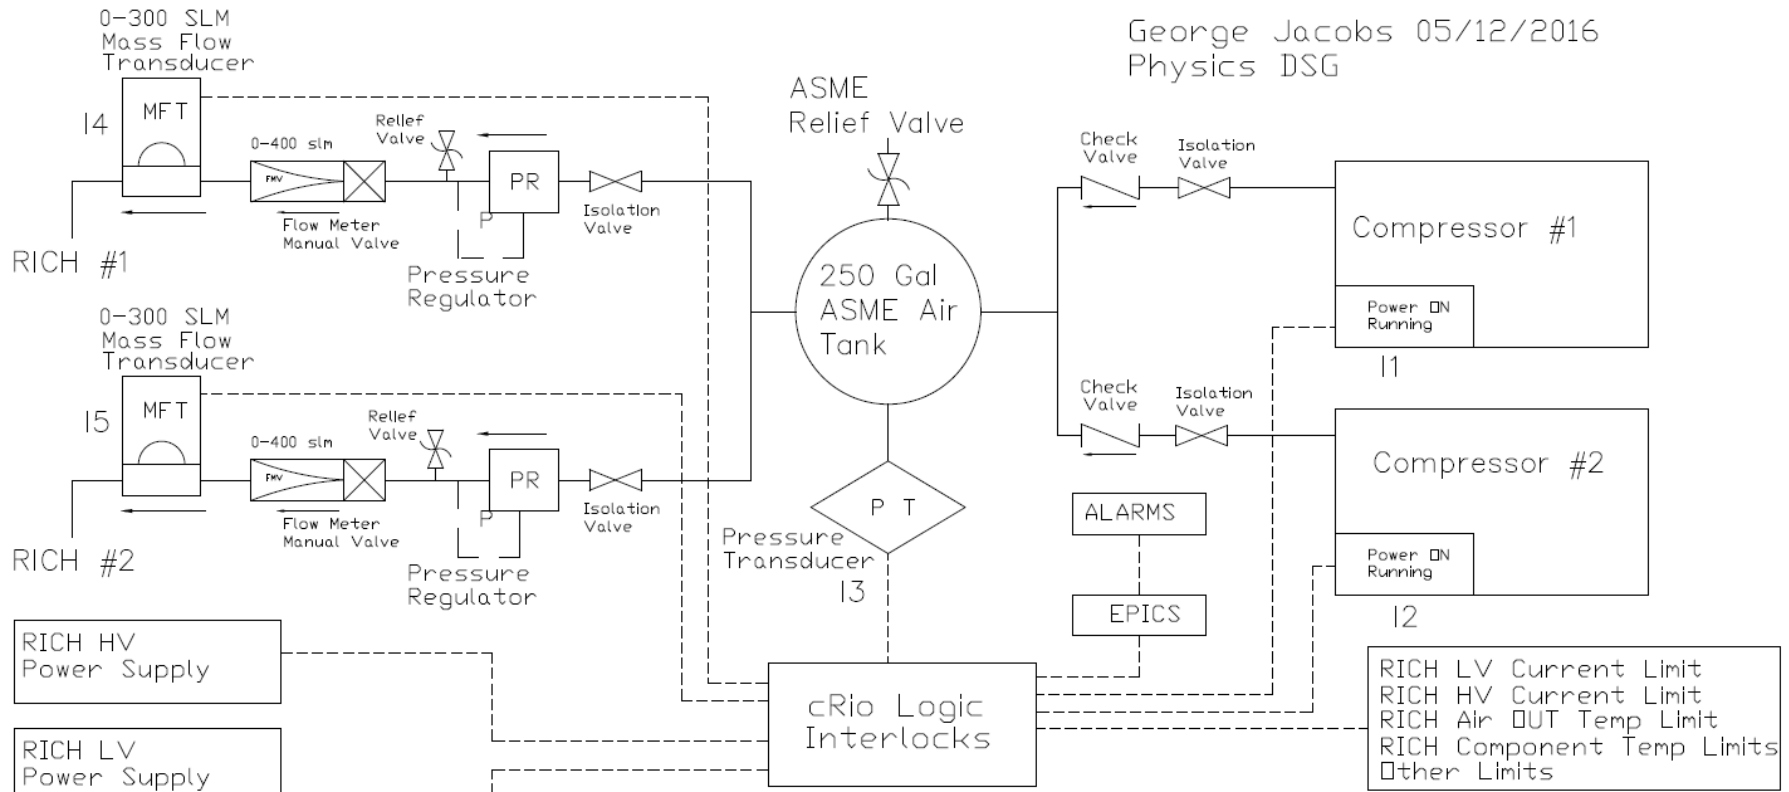 0-300 SLM
Mass Flow
Transducer
MFT
I4
0-400 slm
FMV
Flow Meter
Manual Valve
Relief
Valve
PR
P
Pressure
Regulator
Isolation
Valve
RICH #1
0-300 SLM
Mass Flow
Transducer
MFT
I5
0-400 slm
FMV
Flow Meter
Manual Valve
Relief
Valve
PR
P
Pressure
Regulator
Isolation
Valve
RICH #2
ASME
Relief Valve
250 Gal
ASME Air
Tank
P T
Pressure
Transducer
I3
George Jacobs 05/12/2016
Physics DSG
Check
Valve
Isolation
Valve
Compressor #1
Power ON
Running
I1
Check
Valve
Isolation
Valve
Compressor #2
Power ON
Running
I2
ALARMS
EPICS
RICH HV
Power Supply
RICH LV
Power Supply
cRio Logic
Interlocks
RICH LV Current Limit
RICH HV Current Limit
RICH Air OUT Temp Limit
RICH Component Temp Limits
Other Limits